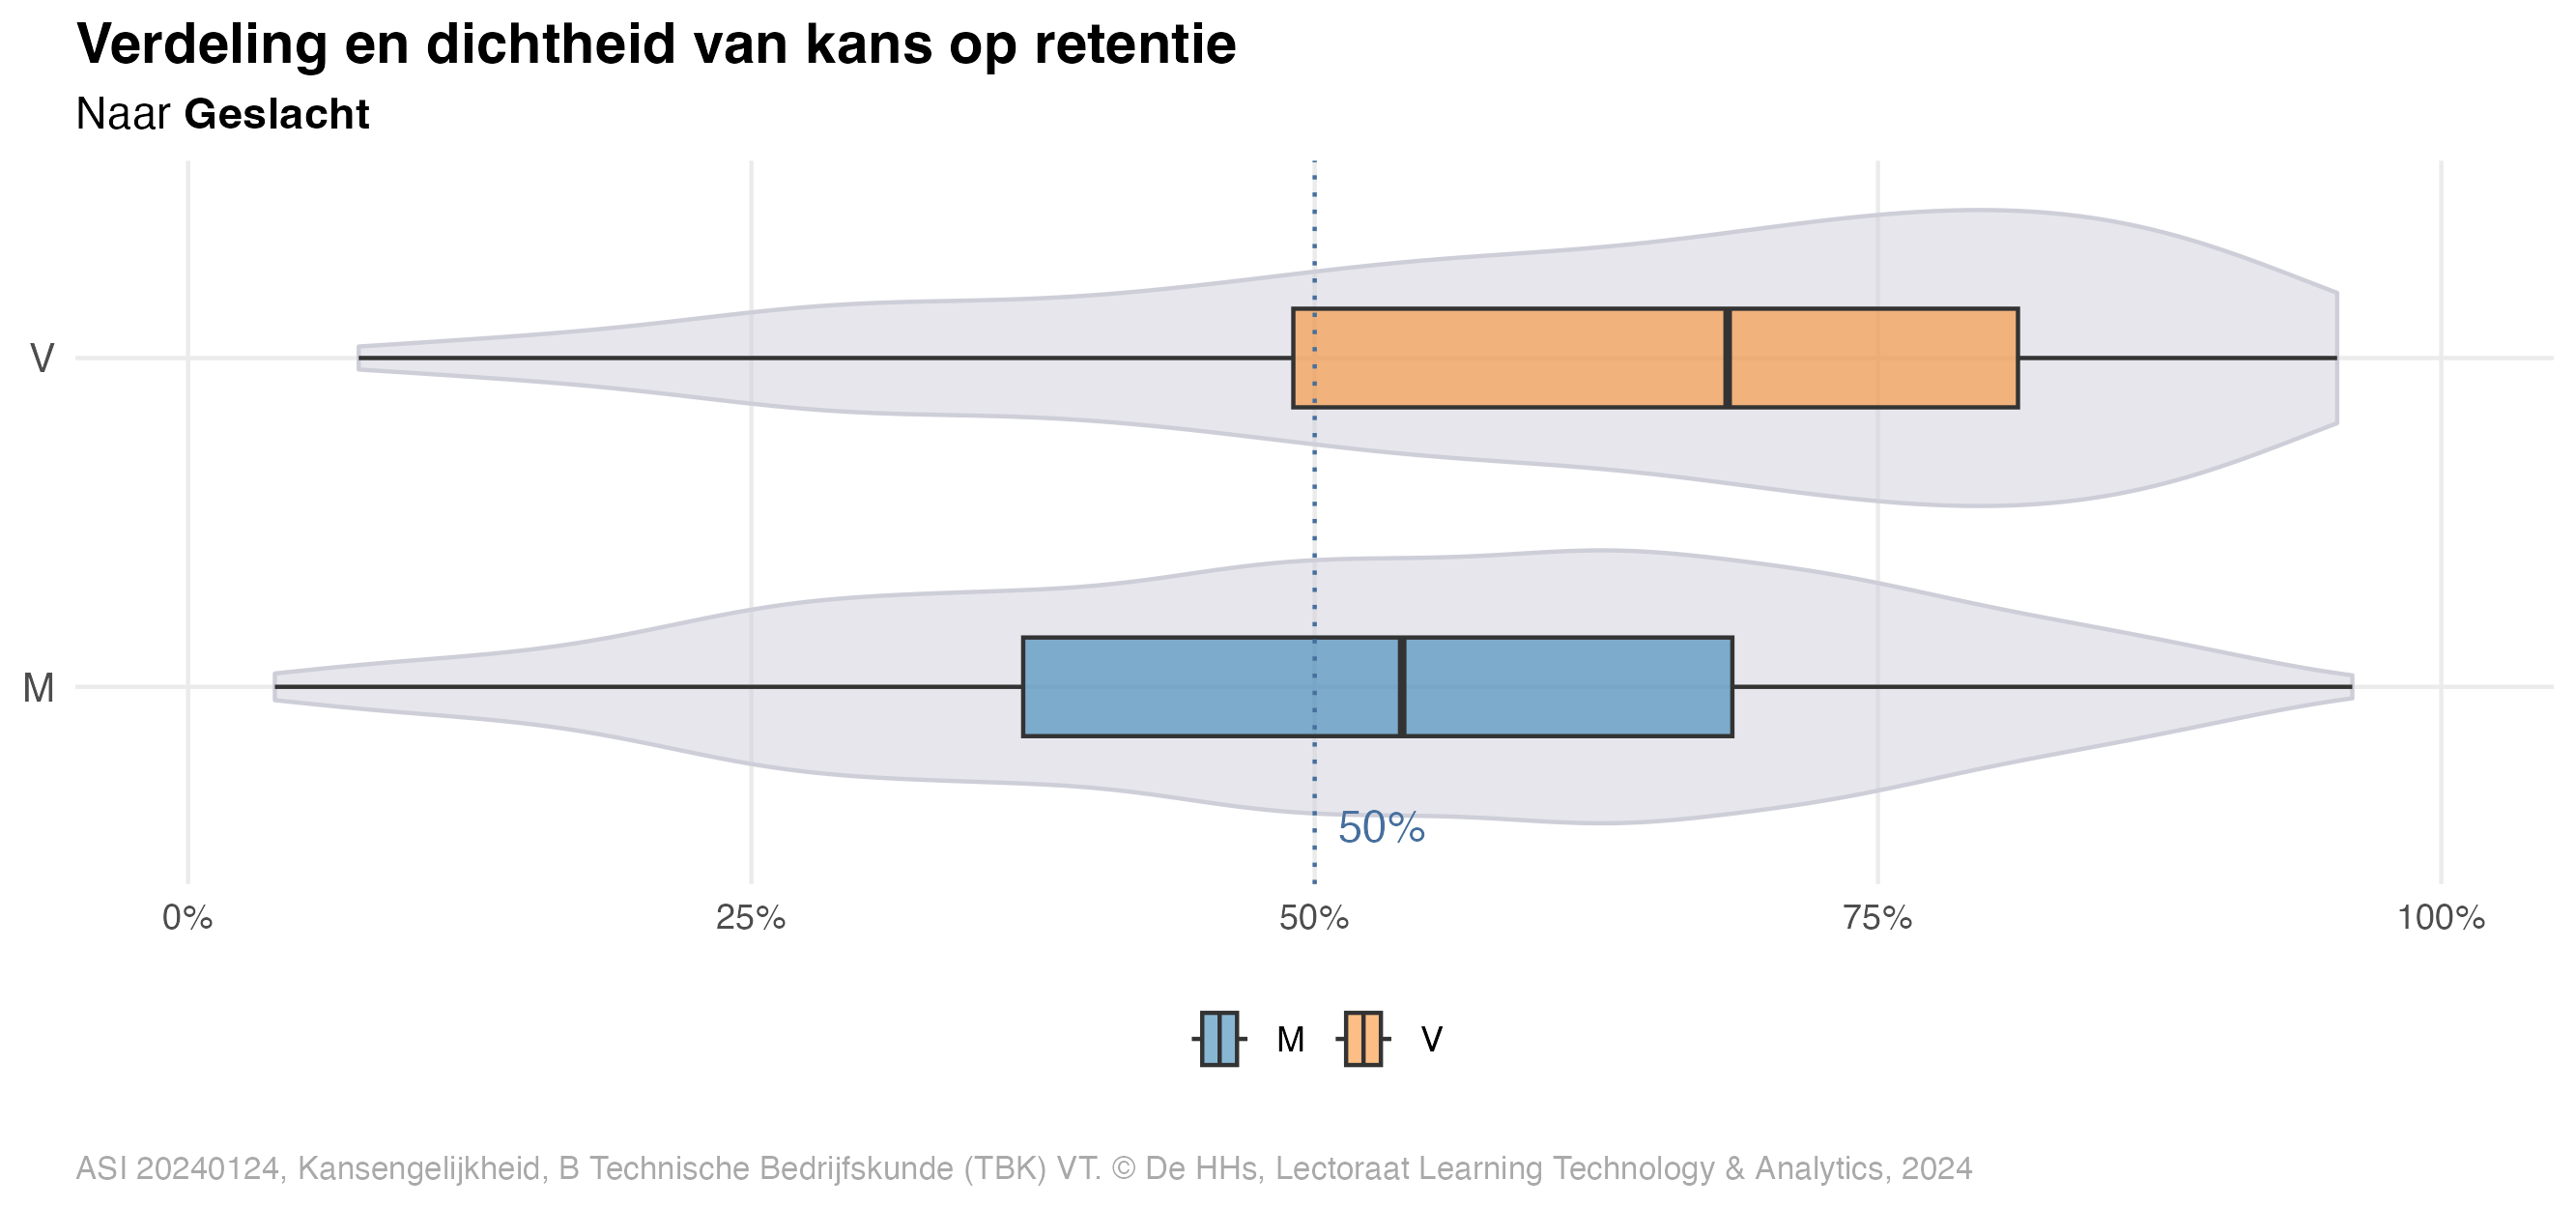 Verdeling en dichtheid van kans op retentie
Naar Geslacht
V
M
50%
0%
25%
50%
75%
100%
M
V
ASI 20240124, Kansengelijkheid, B Technische Bedrijfskunde (TBK) VT. © De HHs, Lectoraat Learning Technology & Analytics, 2024